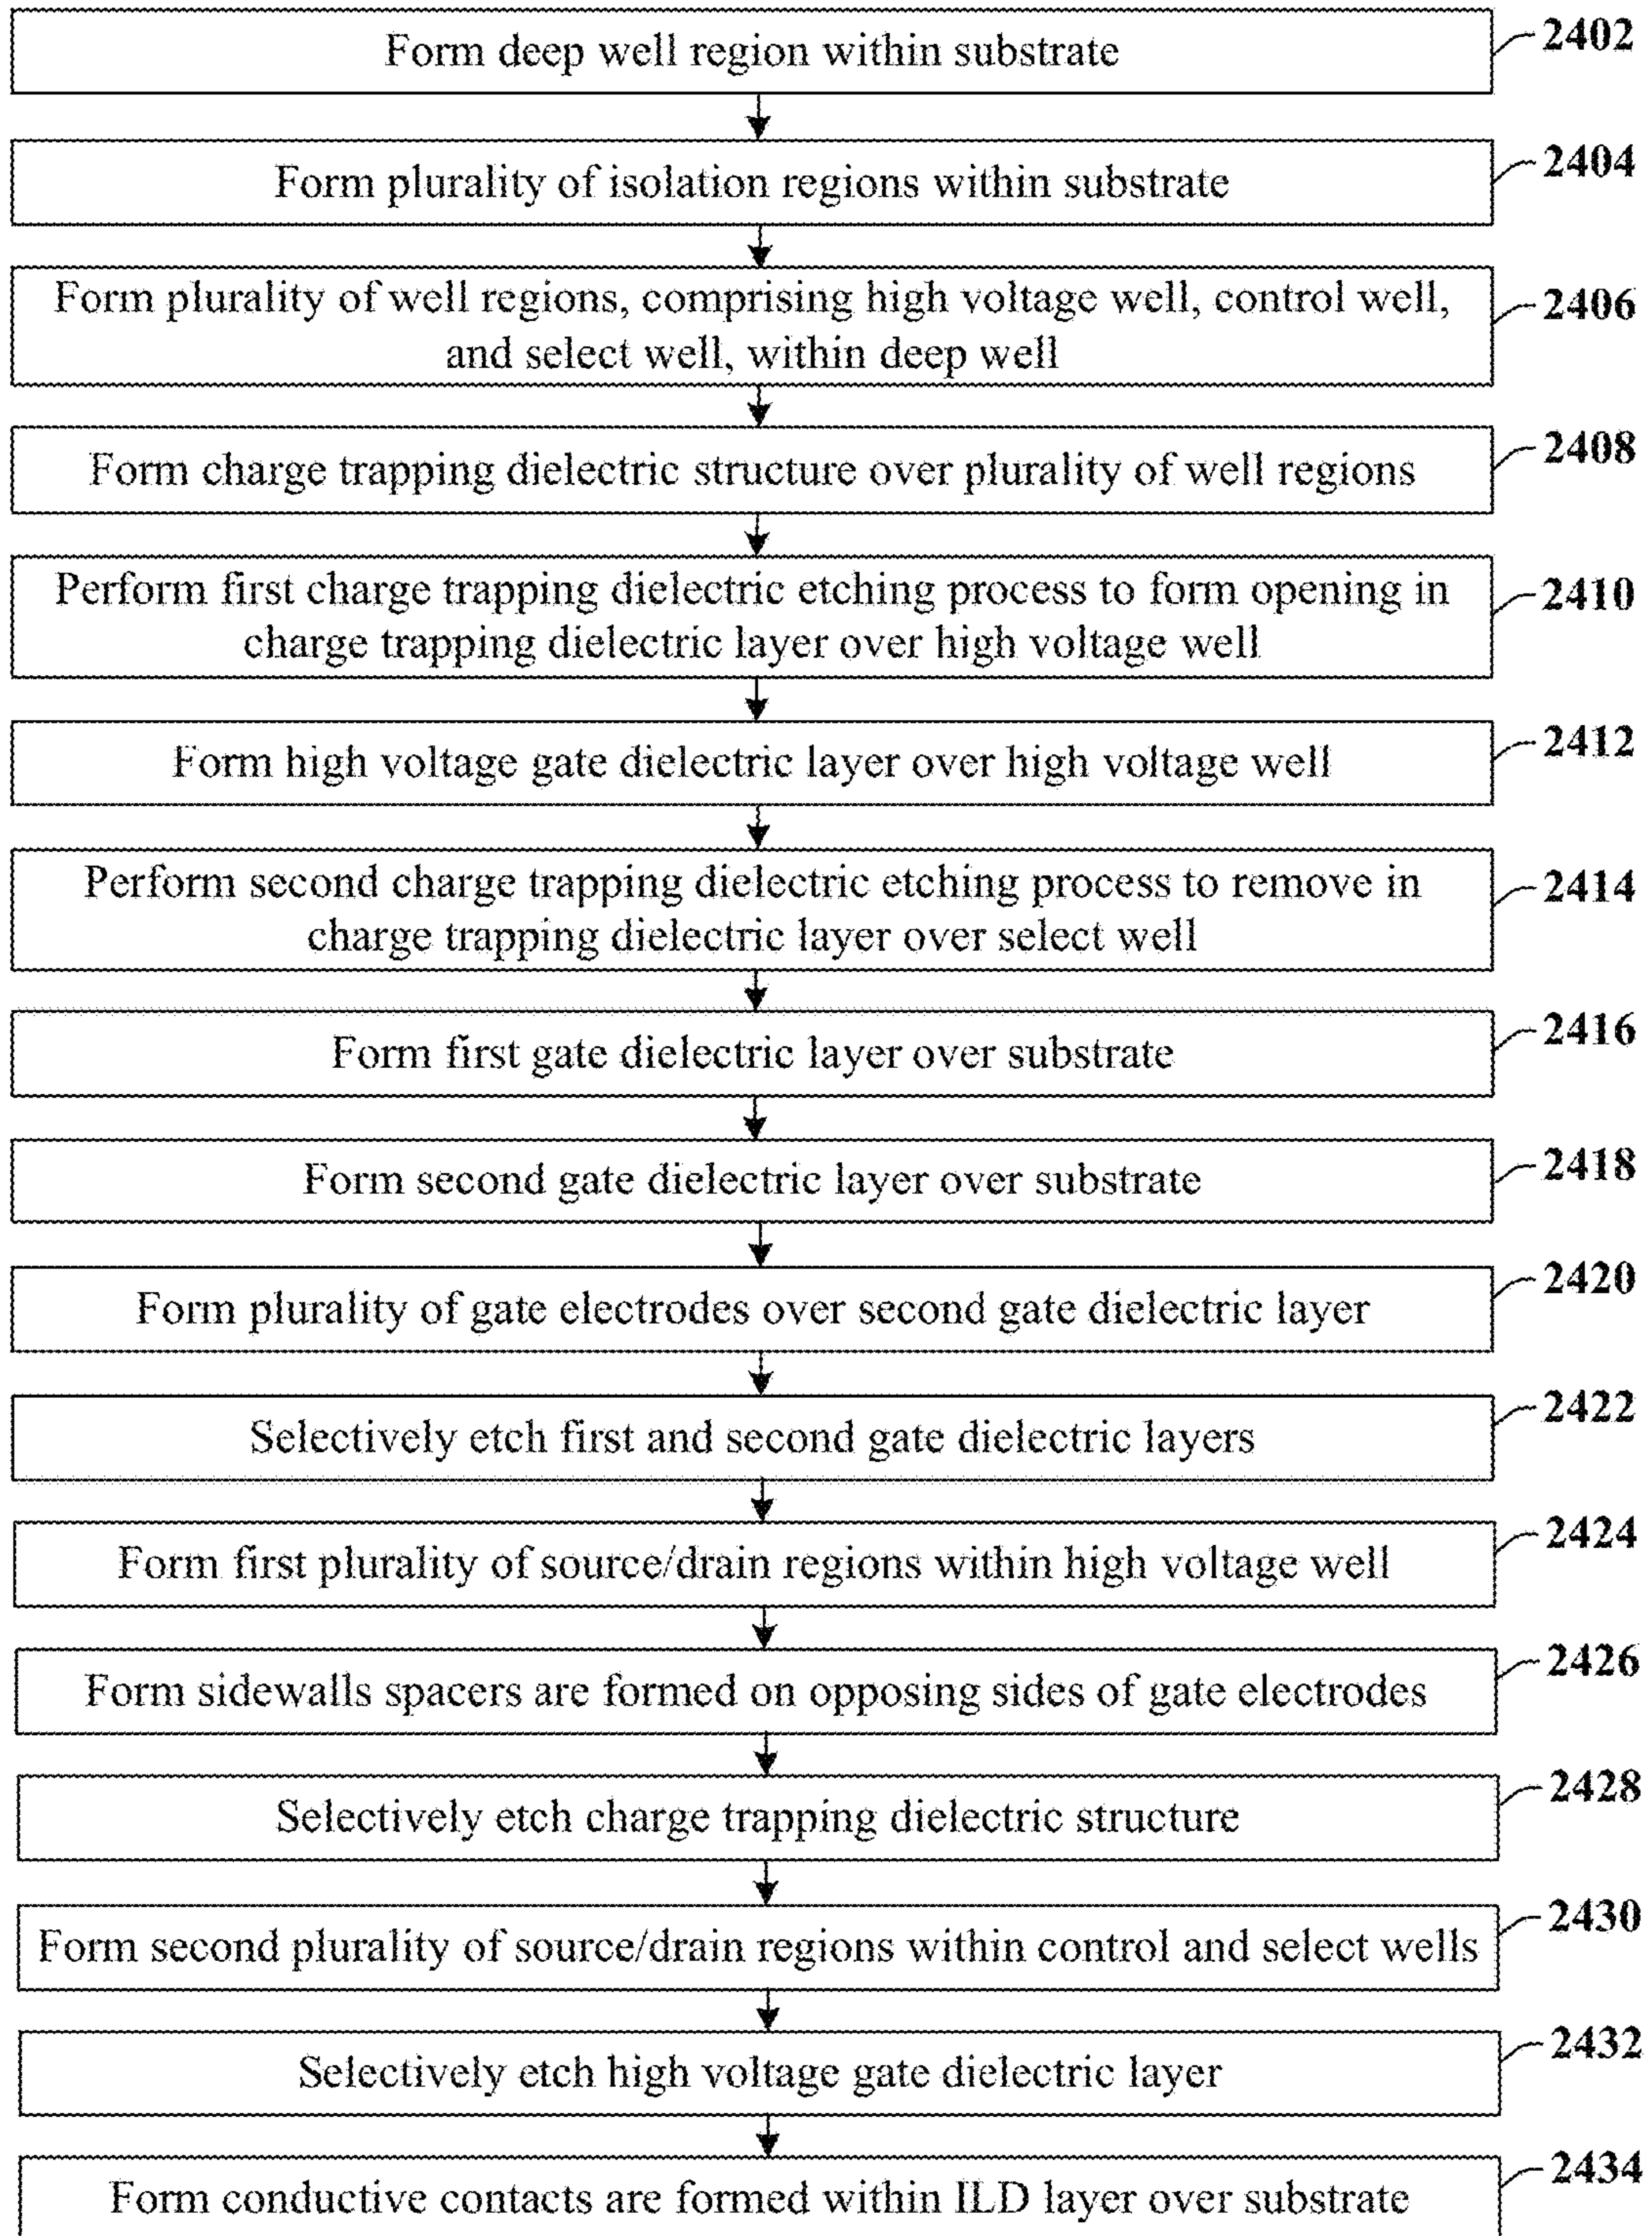 Form deep well region within substrate
2402
Form plurality of isolation regions within substrate
2404
Form plurality of well regions, comprising high voltage well, control well,
and select well, within deep well
2406
Form charge trapping dielectric structure over plurality of well regions
2408
Perform first charge trapping dielectric etching process to form opening in
charge trapping dielectric layer over high voltage well
2410
Form high voltage gate dielectric layer over high voltage well
2412
Perform second charge trapping dielectric etching process to remove in
charge trapping dielectric layer over select well
2414
Form first gate dielectric layer over substrate
2416
Form second gate dielectric layer over substrate
2418
Form plurality of gate electrodes over second gate dielectric layer
2420
Selectively etch first and second gate dielectric layers
2422
Form first plurality of source/drain regions within high voltage well
2424
Form sidewalls spacers are formed on opposing sides of gate electrodes
2426
Selectively etch charge trapping dielectric structure
2428
Form second plurality of source/drain regions within control and select wells
2430
Selectively etch high voltage gate dielectric layer
2432
Form conductive contacts are formed within ILD layer over substrate
2434